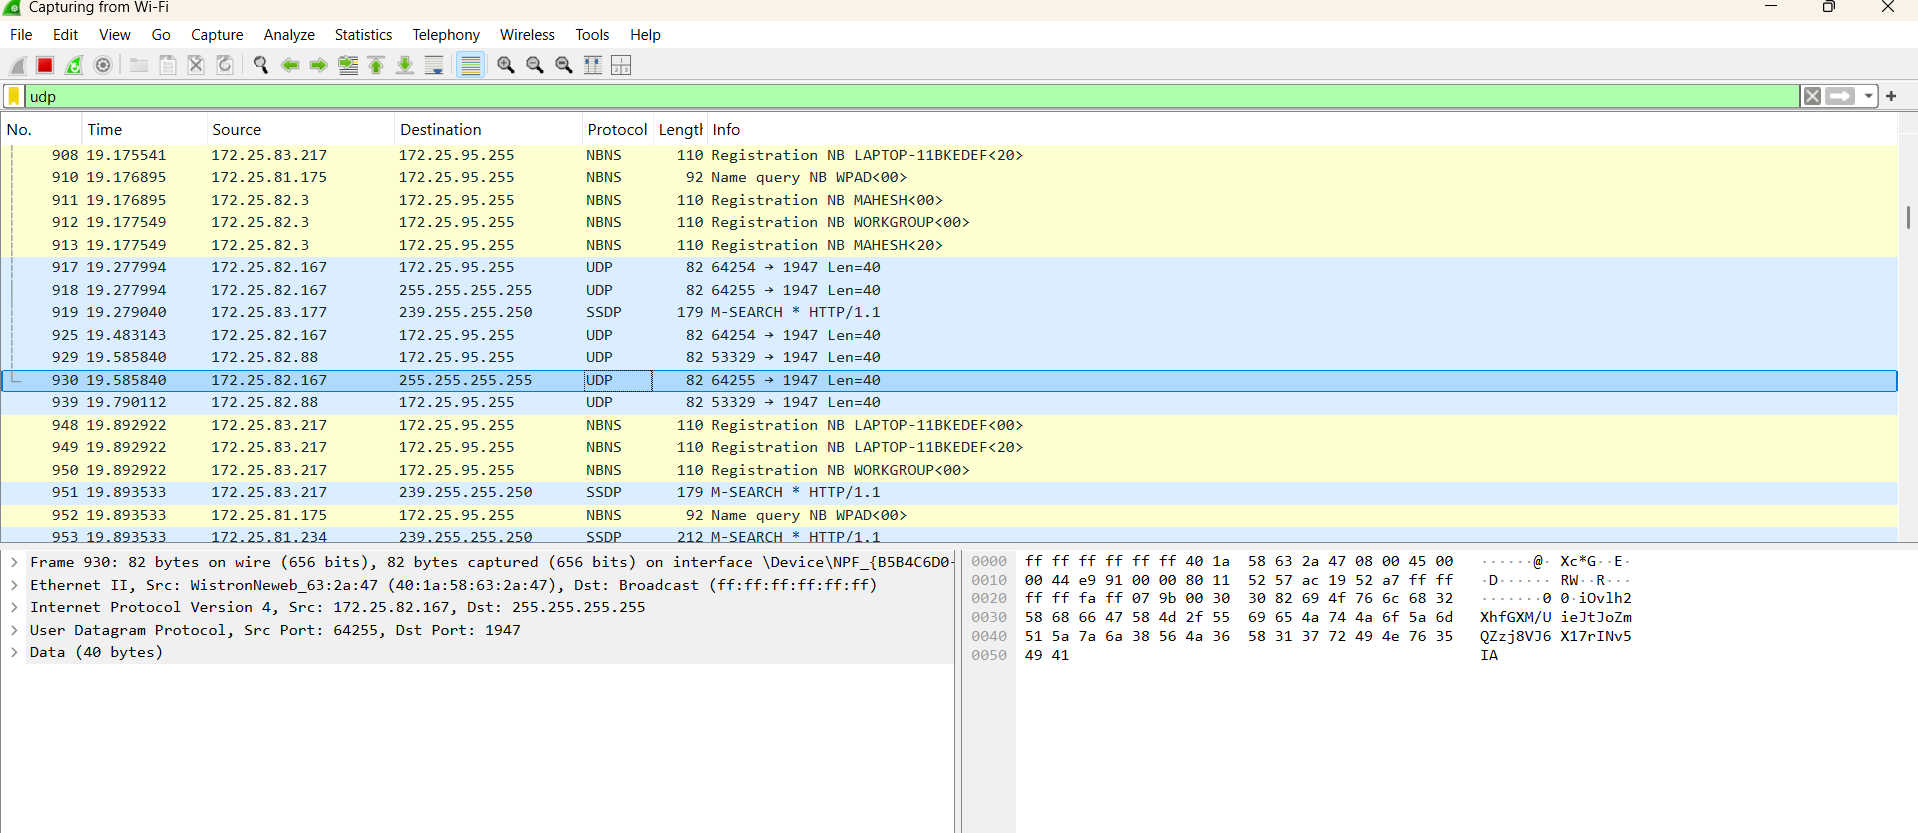 Capturing from Wi-Fi
File Edit View Go Capture Analyze Statistics Telephony Wireless Tools Help
udp
No. Time Source Destination Protocol Length Info
908 19.175541 172.25.83.217 172.25.95.255 NBNS 110 Registration NB LAPTOP-11BKEDEF<20>
910 19.176895 172.25.81.175 172.25.95.255 NBNS 92 Name query NB WPAD<00>
911 19.176895 172.25.82.3 172.25.95.255 NBNS 110 Registration NB MAHESH<00>
912 19.177549 172.25.82.3 172.25.95.255 NBNS 110 Registration NB WORKGROUP<00>
913 19.177549 172.25.82.3 172.25.95.255 NBNS 110 Registration NB MAHESH<20>
917 19.277994 172.25.82.167 172.25.95.255 UDP 82 64254 → 1947 Len=40
918 19.277994 172.25.82.167 255.255.255.255 UDP 82 64255 → 1947 Len=40
919 19.279040 172.25.83.177 239.255.255.250 SSDP 179 M-SEARCH * HTTP/1.1
925 19.483143 172.25.82.167 172.25.95.255 UDP 82 64254 → 1947 Len=40
929 19.585840 172.25.82.88 172.25.95.255 UDP 82 53329 → 1947 Len=40
930 19.585840 172.25.82.167 255.255.255.255 UDP 82 64255 → 1947 Len=40
939 19.790112 172.25.82.88 172.25.95.255 UDP 82 53329 → 1947 Len=40
948 19.892922 172.25.83.217 172.25.95.255 NBNS 110 Registration NB LAPTOP-11BKEDEF<00>
949 19.892922 172.25.83.217 172.25.95.255 NBNS 110 Registration NB LAPTOP-11BKEDEF<20>
950 19.892922 172.25.83.217 172.25.95.255 NBNS 110 Registration NB WORKGROUP<00>
951 19.893533 172.25.83.217 239.255.255.250 SSDP 179 M-SEARCH * HTTP/1.1
952 19.893533 172.25.81.175 172.25.95.255 NBNS 92 Name query NB WPAD<00>
953 19.893533 172.25.81.234 239.255.255.250 SSDP 212 M-SEARCH * HTTP/1.1
Frame 930: 82 bytes on wire (656 bits), 82 bytes captured (656 bits) on interface \Device\NPF_{B5B4C6D0-
Ethernet II, Src: WistronNeweb_63:2a:47 (40:1a:58:63:2a:47), Dst: Broadcast (ff:ff:ff:ff:ff:ff)
Internet Protocol Version 4, Src: 172.25.82.167, Dst: 255.255.255.255
User Datagram Protocol, Src Port: 64255, Dst Port: 1947
Data (40 bytes)
0000 ff ff ff ff ff ff 40 1a 58 63 2a 47 08 00 45 00 ······@· Xc*G··E·
0010 00 44 e9 91 00 00 80 11 52 57 ac 19 52 a7 ff ff ·D······ RW··R···
0020 ff ff fa ff 07 9b 00 30 30 82 69 4f 76 6c 68 32 ·······0 0·iOvlh2
0030 58 68 66 47 58 4d 2f 55 69 65 4a 74 4a 6f 5a 6d XhfGXM/U ieJtJoZm
0040 51 5a 7a 6a 38 56 4a 36 58 31 37 72 49 4e 76 35 QZzj8VJ6 X17rINv5
0050 49 41 IA